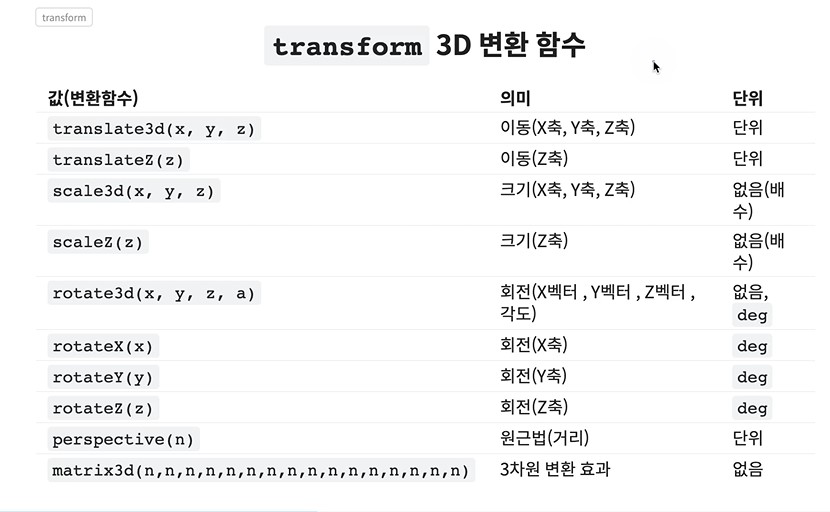 transform
transform 3D 변환 함수
값(변환함수) 의미 단위
translate3d(x, y, z) 이동(X축, Y축, Z축) 단위
translateZ(z) 이동(Z축) 단위
scale3d(x, y, z) 크기(X축, Y축, Z축) 없음(배
수)
scaleZ(z) 크기(Z축) 없음(배
수)
rotate3d(x, y, z, a) 회전(X벡터 , Y벡터 , Z벡터 , 없음,
각도) deg
rotateX(x) 회전(X축) deg
rotateY(y) 회전(Y축) deg
rotateZ(z) 회전(Z축) deg
perspective(n) 원근법(거리) 단위
matrix3d(n,n,n,n,n,n,n,n,n,n,n,n,n,n,n,n) 3차원 변환 효과 없음